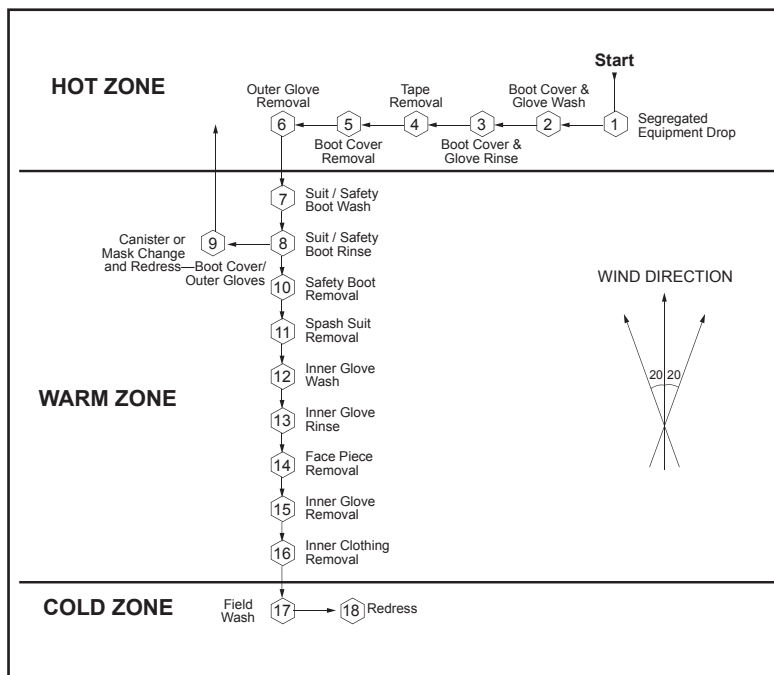 HOT ZONE
Start
Outer Glove
Removal
Tape
Removal
Boot Cover &
Glove Wash
6
5
4
3
2
1
Segregated
Equipment Drop
Boot Cover
Removal
Boot Cover &
Glove Rinse
7
Suit / Safety
Boot Wash
Canister or
Mask Change
and Redress—Boot Cover/
Outer Gloves
9
8
Suit / Safety
Boot Rinse
10
Safety Boot
Removal
11
Spash Suit
Removal
WIND DIRECTION
20
20
WARM ZONE
12
Inner Glove
Wash
13
Inner Glove
Rinse
14
Face Piece
Removal
15
Inner Glove
Removal
16
Inner Clothing
Removal
COLD ZONE
Field
Wash
17
18
Redress